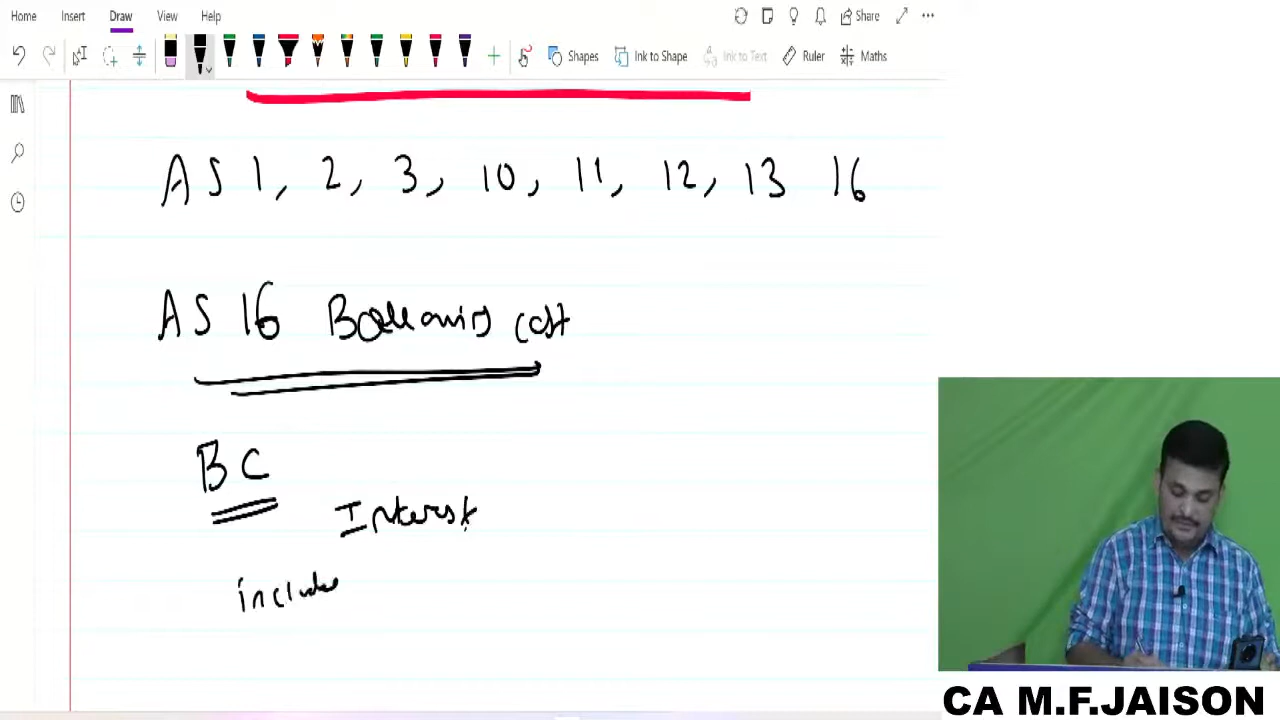 Home Insert Draw View Help Share
Shapes Ink to Shape Ink to Text Ruler Maths
AS 1, 2, 3, 10, 11, 12, 13 16
AS 16 Borrowing cost
BC
Interest
include
CA M.F.JAISON